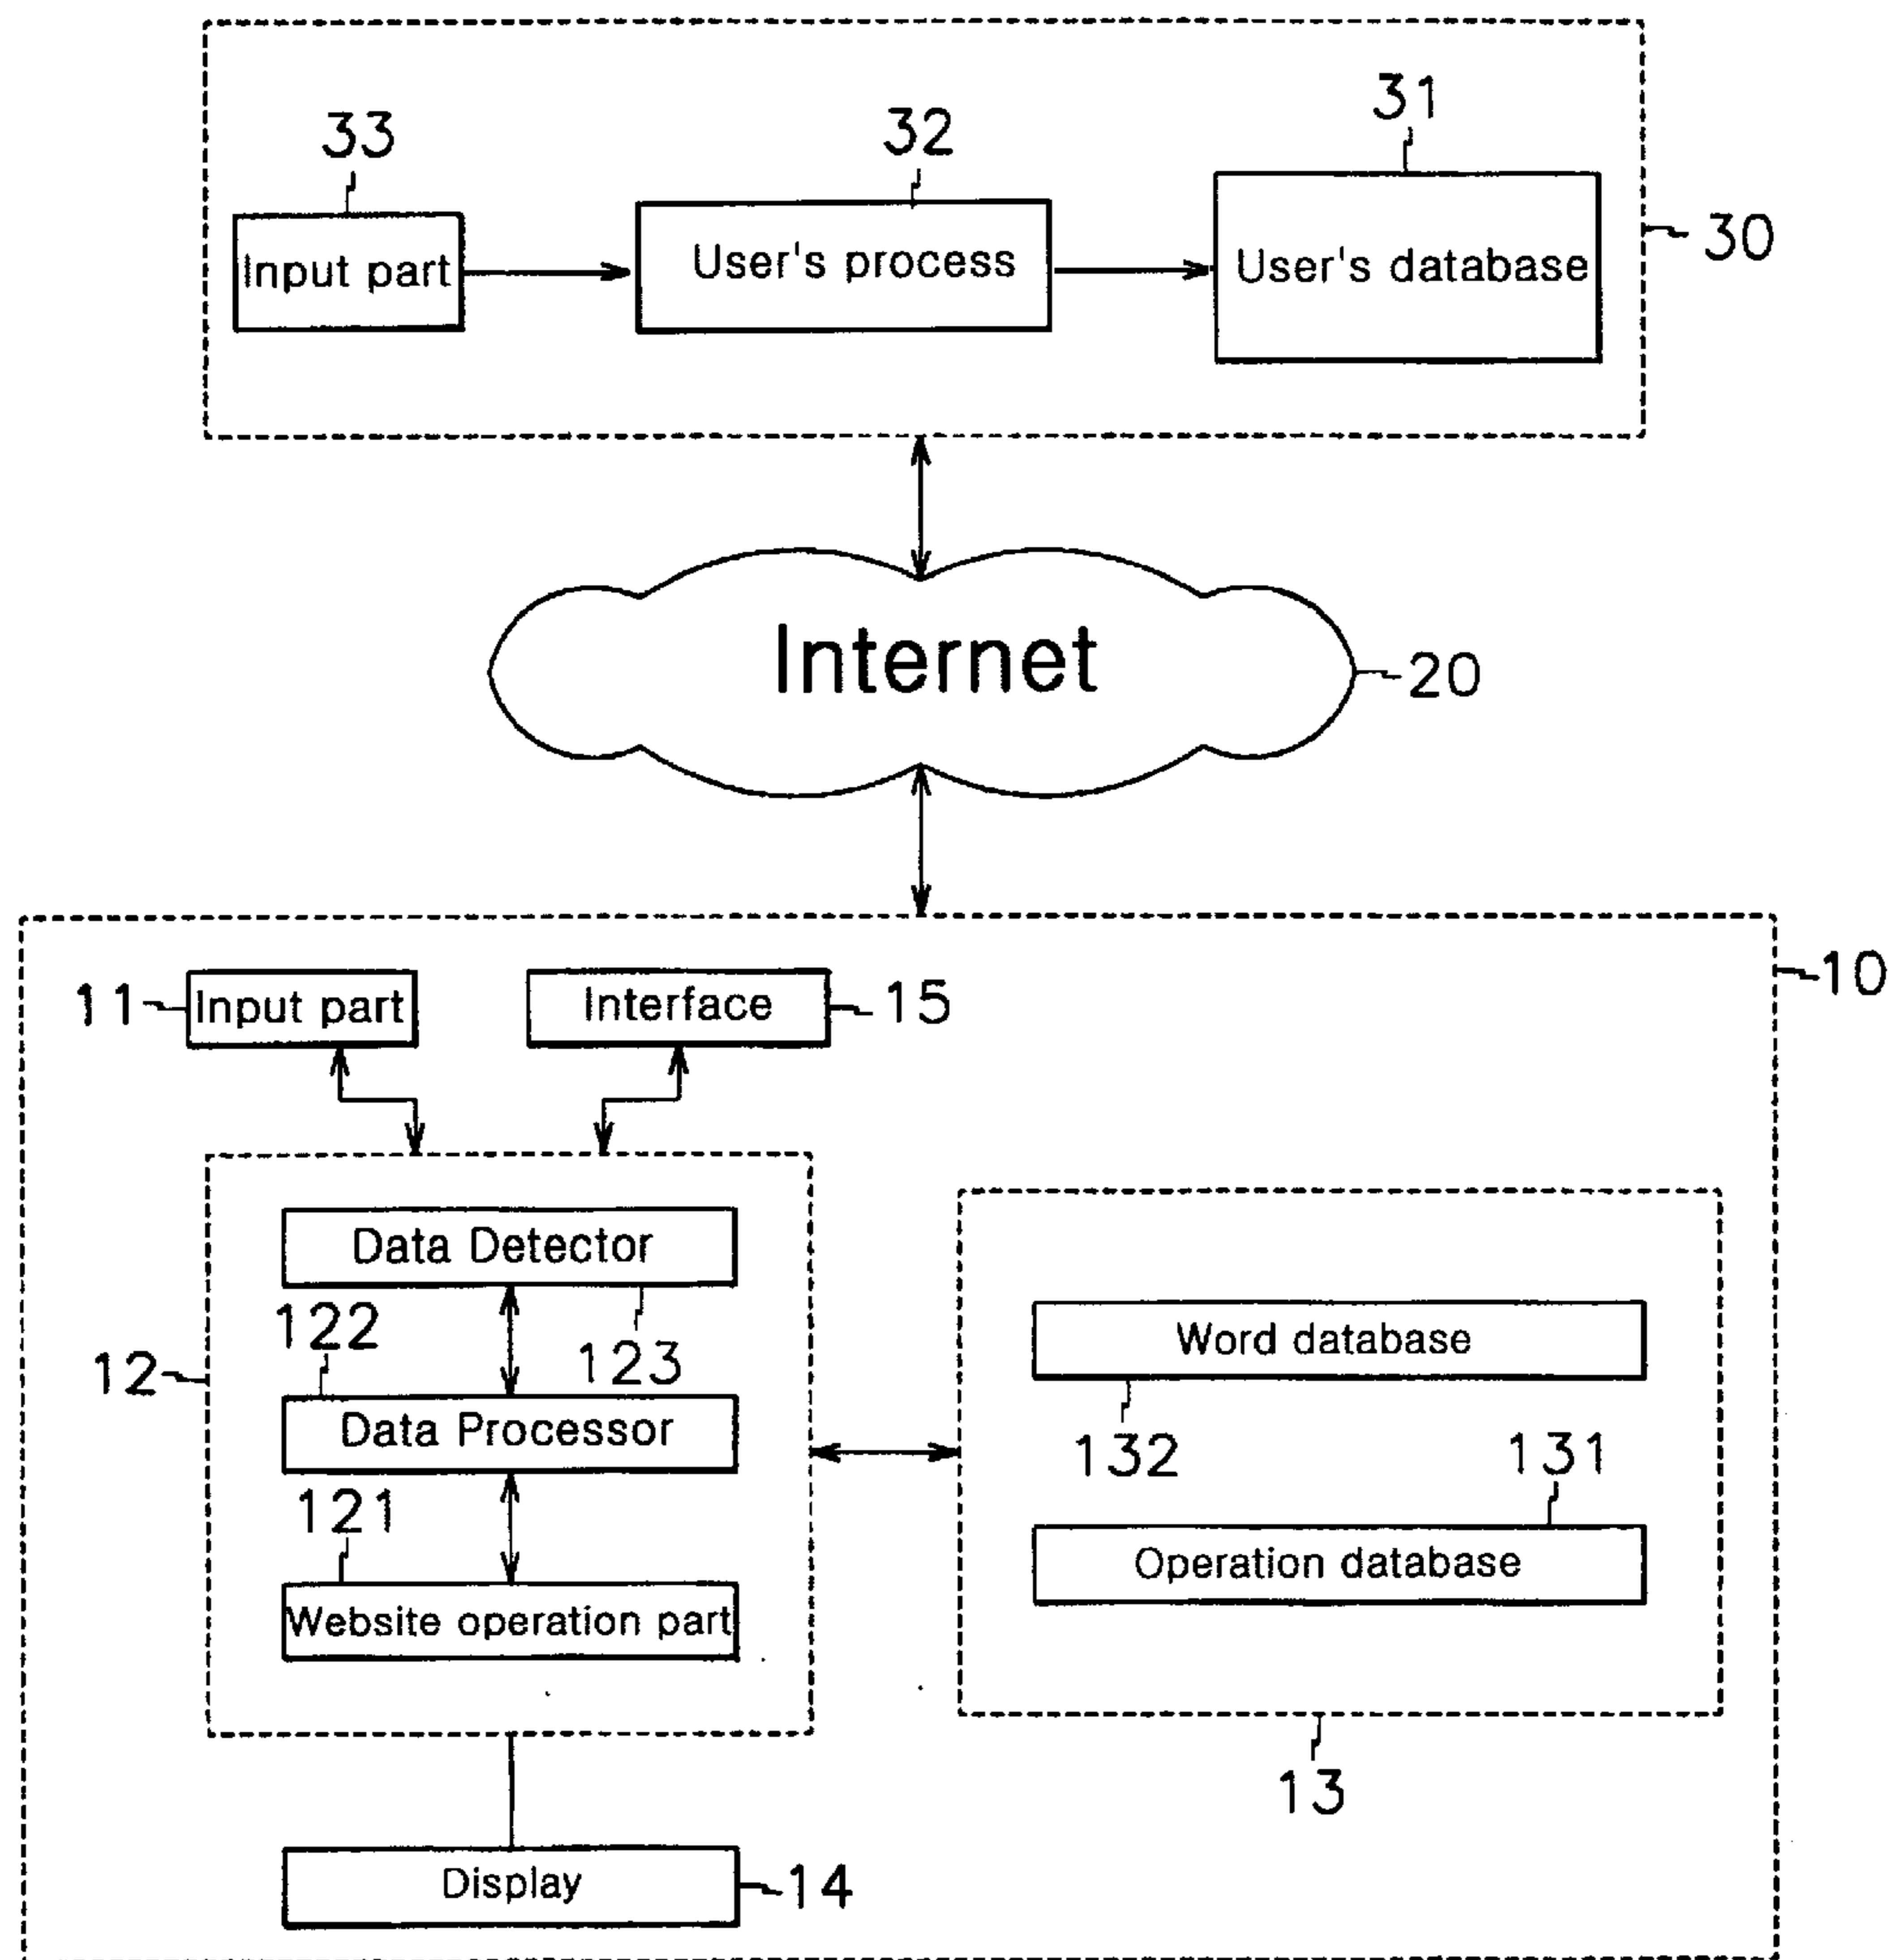 31
32
33
Input part
User's process
User's database
30
Internet
20
10
11
Input part
Interface
15
Data Detector
122
123
12
Data Processor
121
Website operation part
Word database
132
131
Operation database
13
Display
14